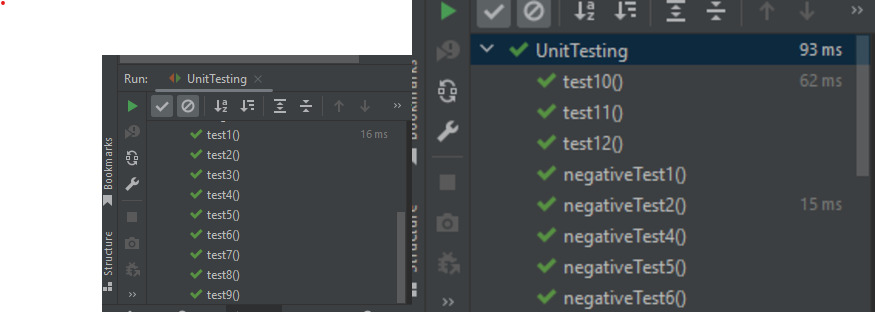 Run: UnitTesting
test1() 16 ms
test2()
test3()
test4()
test5()
test6()
test7()
test8()
test9()
Bookmarks
Structure
UnitTesting 93 ms
test10() 62 ms
test11()
test12()
negativeTest1()
negativeTest2() 15 ms
negativeTest4()
negativeTest5()
negativeTest6()